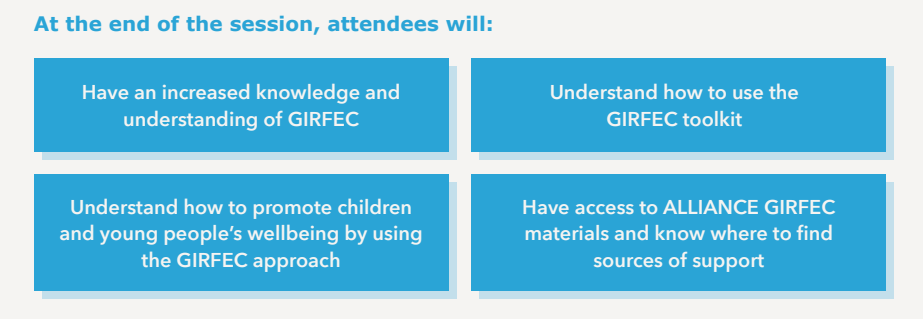 At the end of the session, attendees will:
Have an increased knowledge and
understanding of GIRFEC
Understand how to use the
GIRFEC toolkit
Understand how to promote children
and young people's wellbeing by using
the GIRFEC approach
Have access to ALLIANCE GIRFEC
materials and know where to find
sources of support